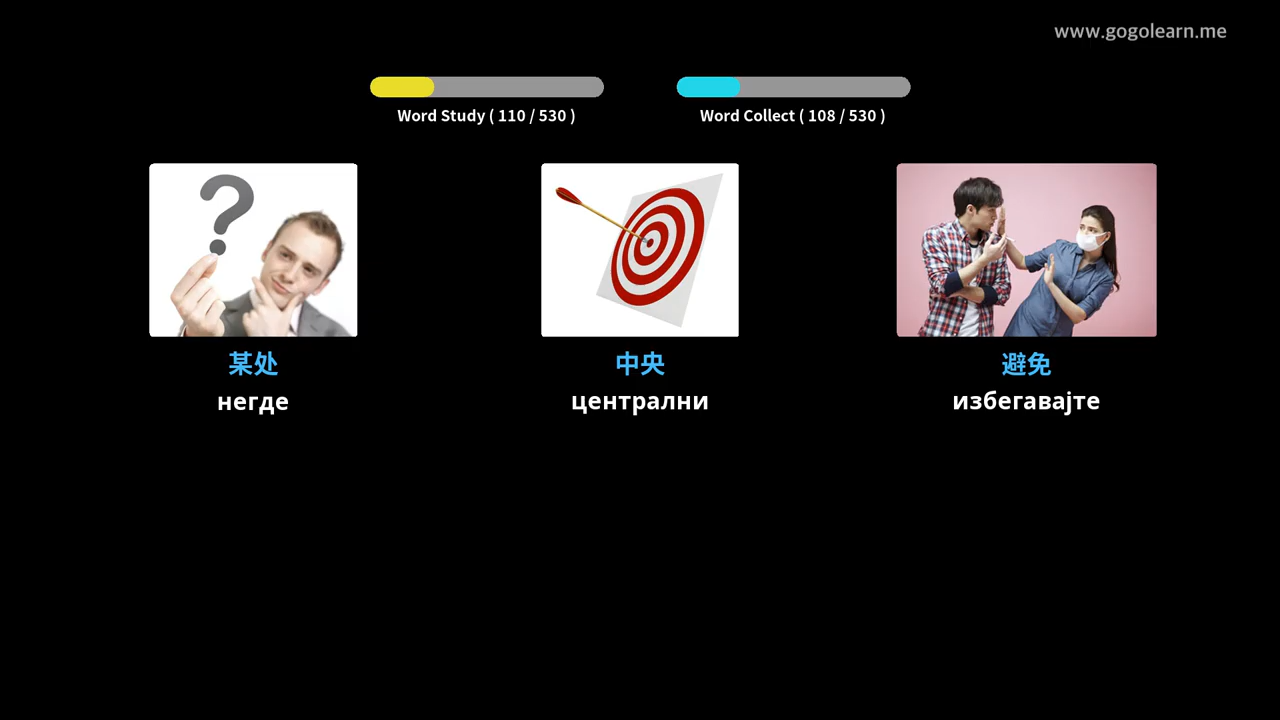 www.gogolearn.me
Word Study ( 110 / 530 )
Word Collect ( 108 / 530 )
某处
中央
避免
негде
централни
избегавајте